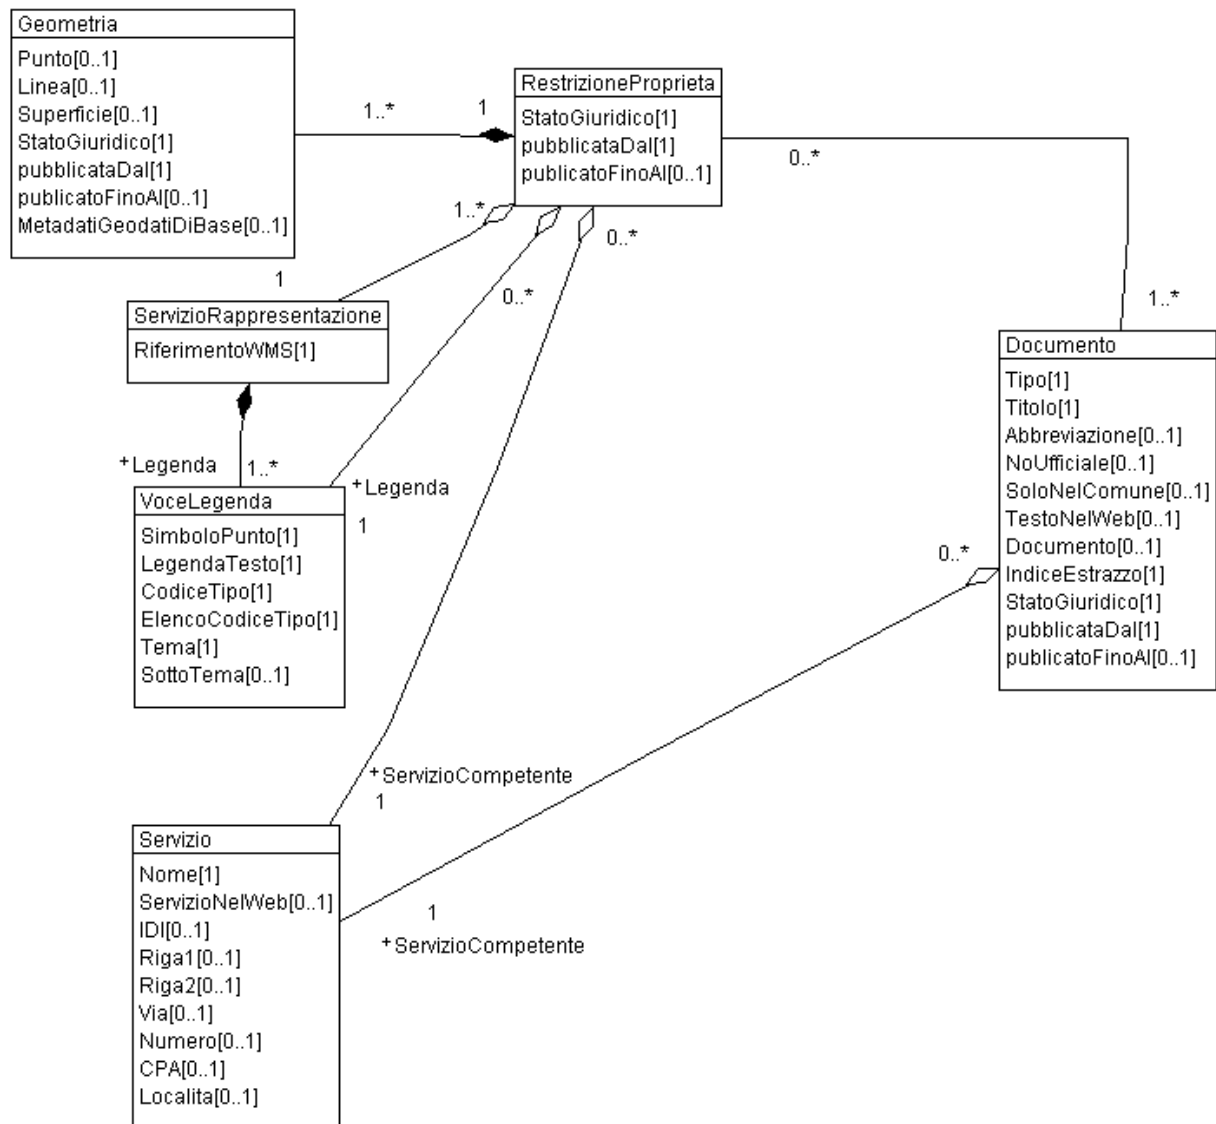 Geometria
Punto[0..1]
Linea[0..1]
Superficie[0..1]
StatoGiuridico[1]
pubblicataDal[1]
publicatoFinoAl[0..1]
MetadatiGeodatiDiBase[0..1]
1..*
1
RestrizioneProprieta
StatoGiuridico[1]
pubblicataDal[1]
publicatoFinoAl[0..1]
0..*
1..*
1..*
1
0..*
0..*
ServizioRappresentazione
RiferimentoWMS[1]
+Legenda
1..*
+Legenda
1
VoceLegenda
SimboloPunto[1]
LegendaTesto[1]
CodiceTipo[1]
ElencoCodiceTipo[1]
Tema[1]
SottoTema[0..1]
Documento
Tipo[1]
Titolo[1]
Abbreviazione[0..1]
NoUfficiale[0..1]
SoloNelComune[0..1]
TestoNelWeb[0..1]
Documento[0..1]
IndiceEstrazzo[1]
StatoGiuridico[1]
pubblicataDal[1]
publicatoFinoAl[0..1]
0..*
+ServizioCompetente
1
Servizio
Nome[1]
ServizioNelWeb[0..1]
IDI[0..1]
Riga1[0..1]
Riga2[0..1]
Via[0..1]
Numero[0..1]
CPA[0..1]
Localita[0..1]
1
+ServizioCompetente